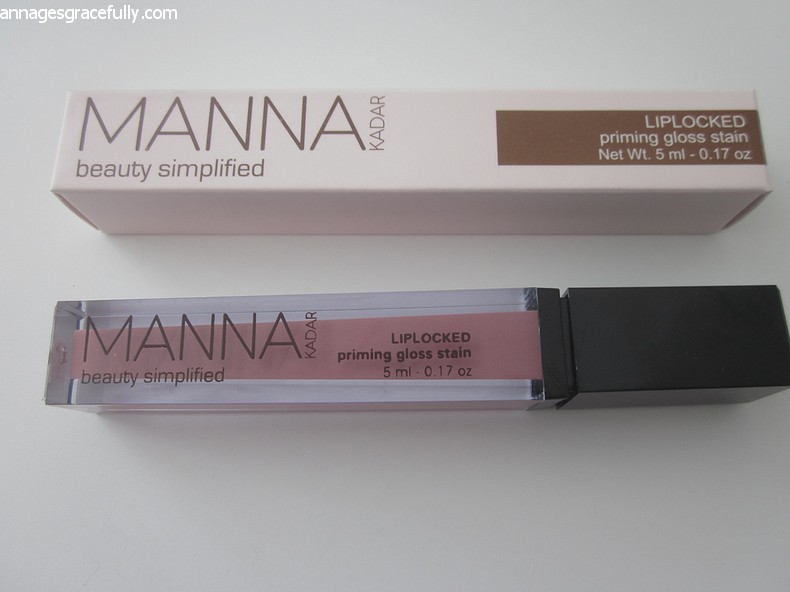 annagesgracefully.com
MANNA
KADAR
beauty simplified
LIPLOCKED
priming gloss stain
Net Wt. 5 ml - 0.17 oz
MANNA
KADAR
beauty simplified
LIPLOCKED
priming gloss stain
5 ml - 0.17 oz